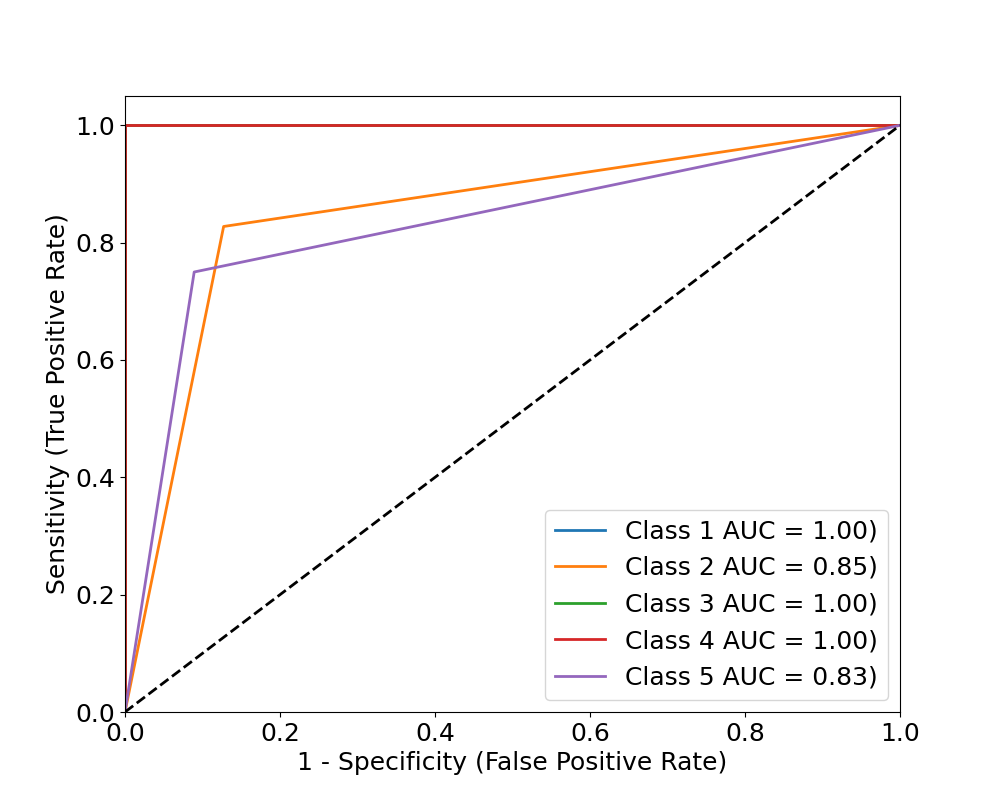 1.0
0.8
0.6
0.4
0.2
0.0
Sensitivity (True Positive Rate)
Class 1 AUC = 1.00)
Class 2 AUC = 0.85)
Class 3 AUC = 1.00)
Class 4 AUC = 1.00)
Class 5 AUC = 0.83)
0.0 0.2 0.4 0.6 0.8 1.0
1 - Specificity (False Positive Rate)